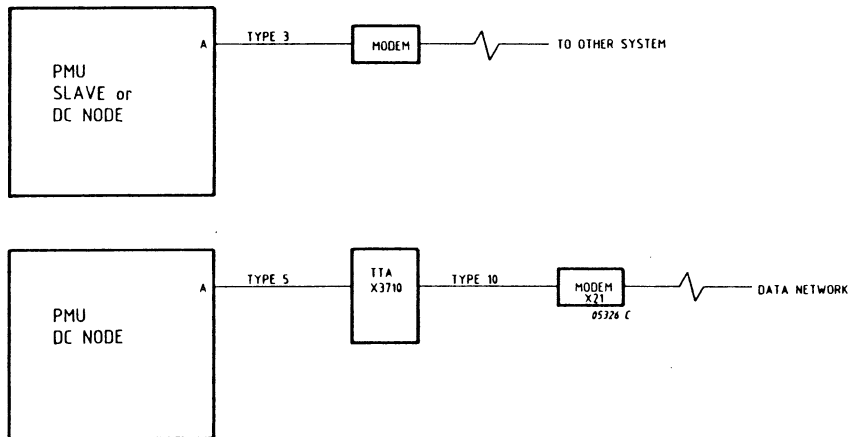 A
TYPE 3
MODEM
TO OTHER SYSTEM
PMU
SLAVE or
DC NODE
A
TYPE 5
TTA
X3710
TYPE 10
MODEM
X21
05326 C
DATA NETWORK
PMU
DC NODE